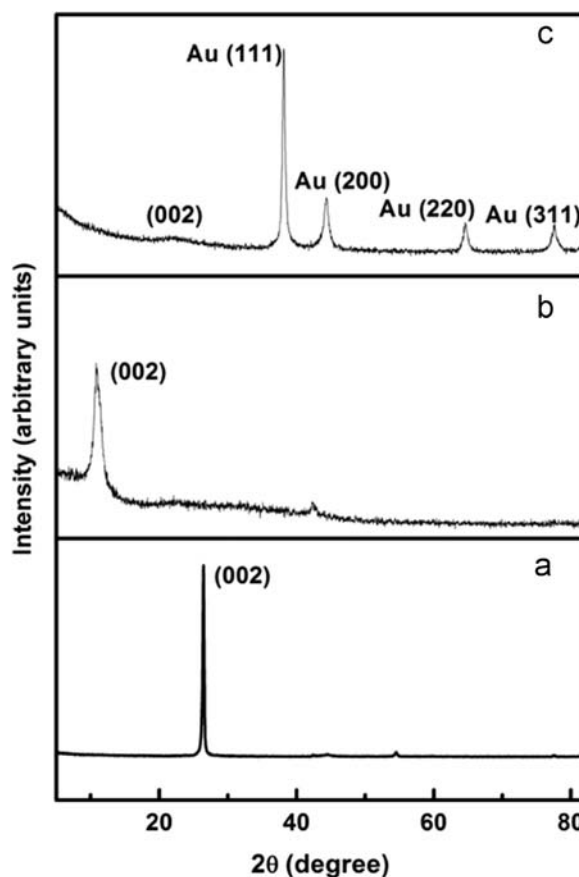 c
Au (111)
Au (200)
(002)
Au (220)
Au (311)
b
(002)
a
(002)
Intensity (arbitrary units)
20 40 60 80
2θ (degree)